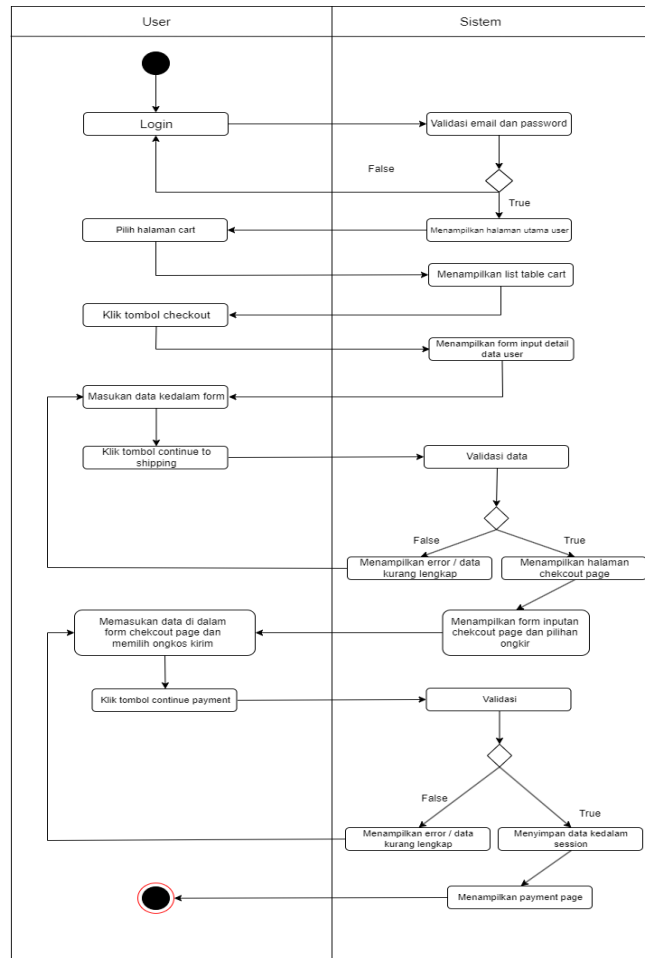 User
Sistem
Login
Validasi email dan password
False
True
Pilih halaman cart
Menampilkan halaman utama user
Menampilkan list table cart
Klik tombol checkout
Menampilkan form input detail
data user
Masukan data kedalam form
Klik tombol continue to
shipping
Validasi data
False
True
Menampilkan error / data
kurang lengkap
Menampilkan halaman
chekcout page
Memasukan data di dalam
form chekcout page dan
memilih ongkos kirim
Menampilkan form inputan
chekcout page dan pilihan
ongkir
Klik tombol continue payment
Validasi
False
True
Menampilkan error / data
kurang lengkap
Menyimpan data kedalam
session
Menampilkan payment page